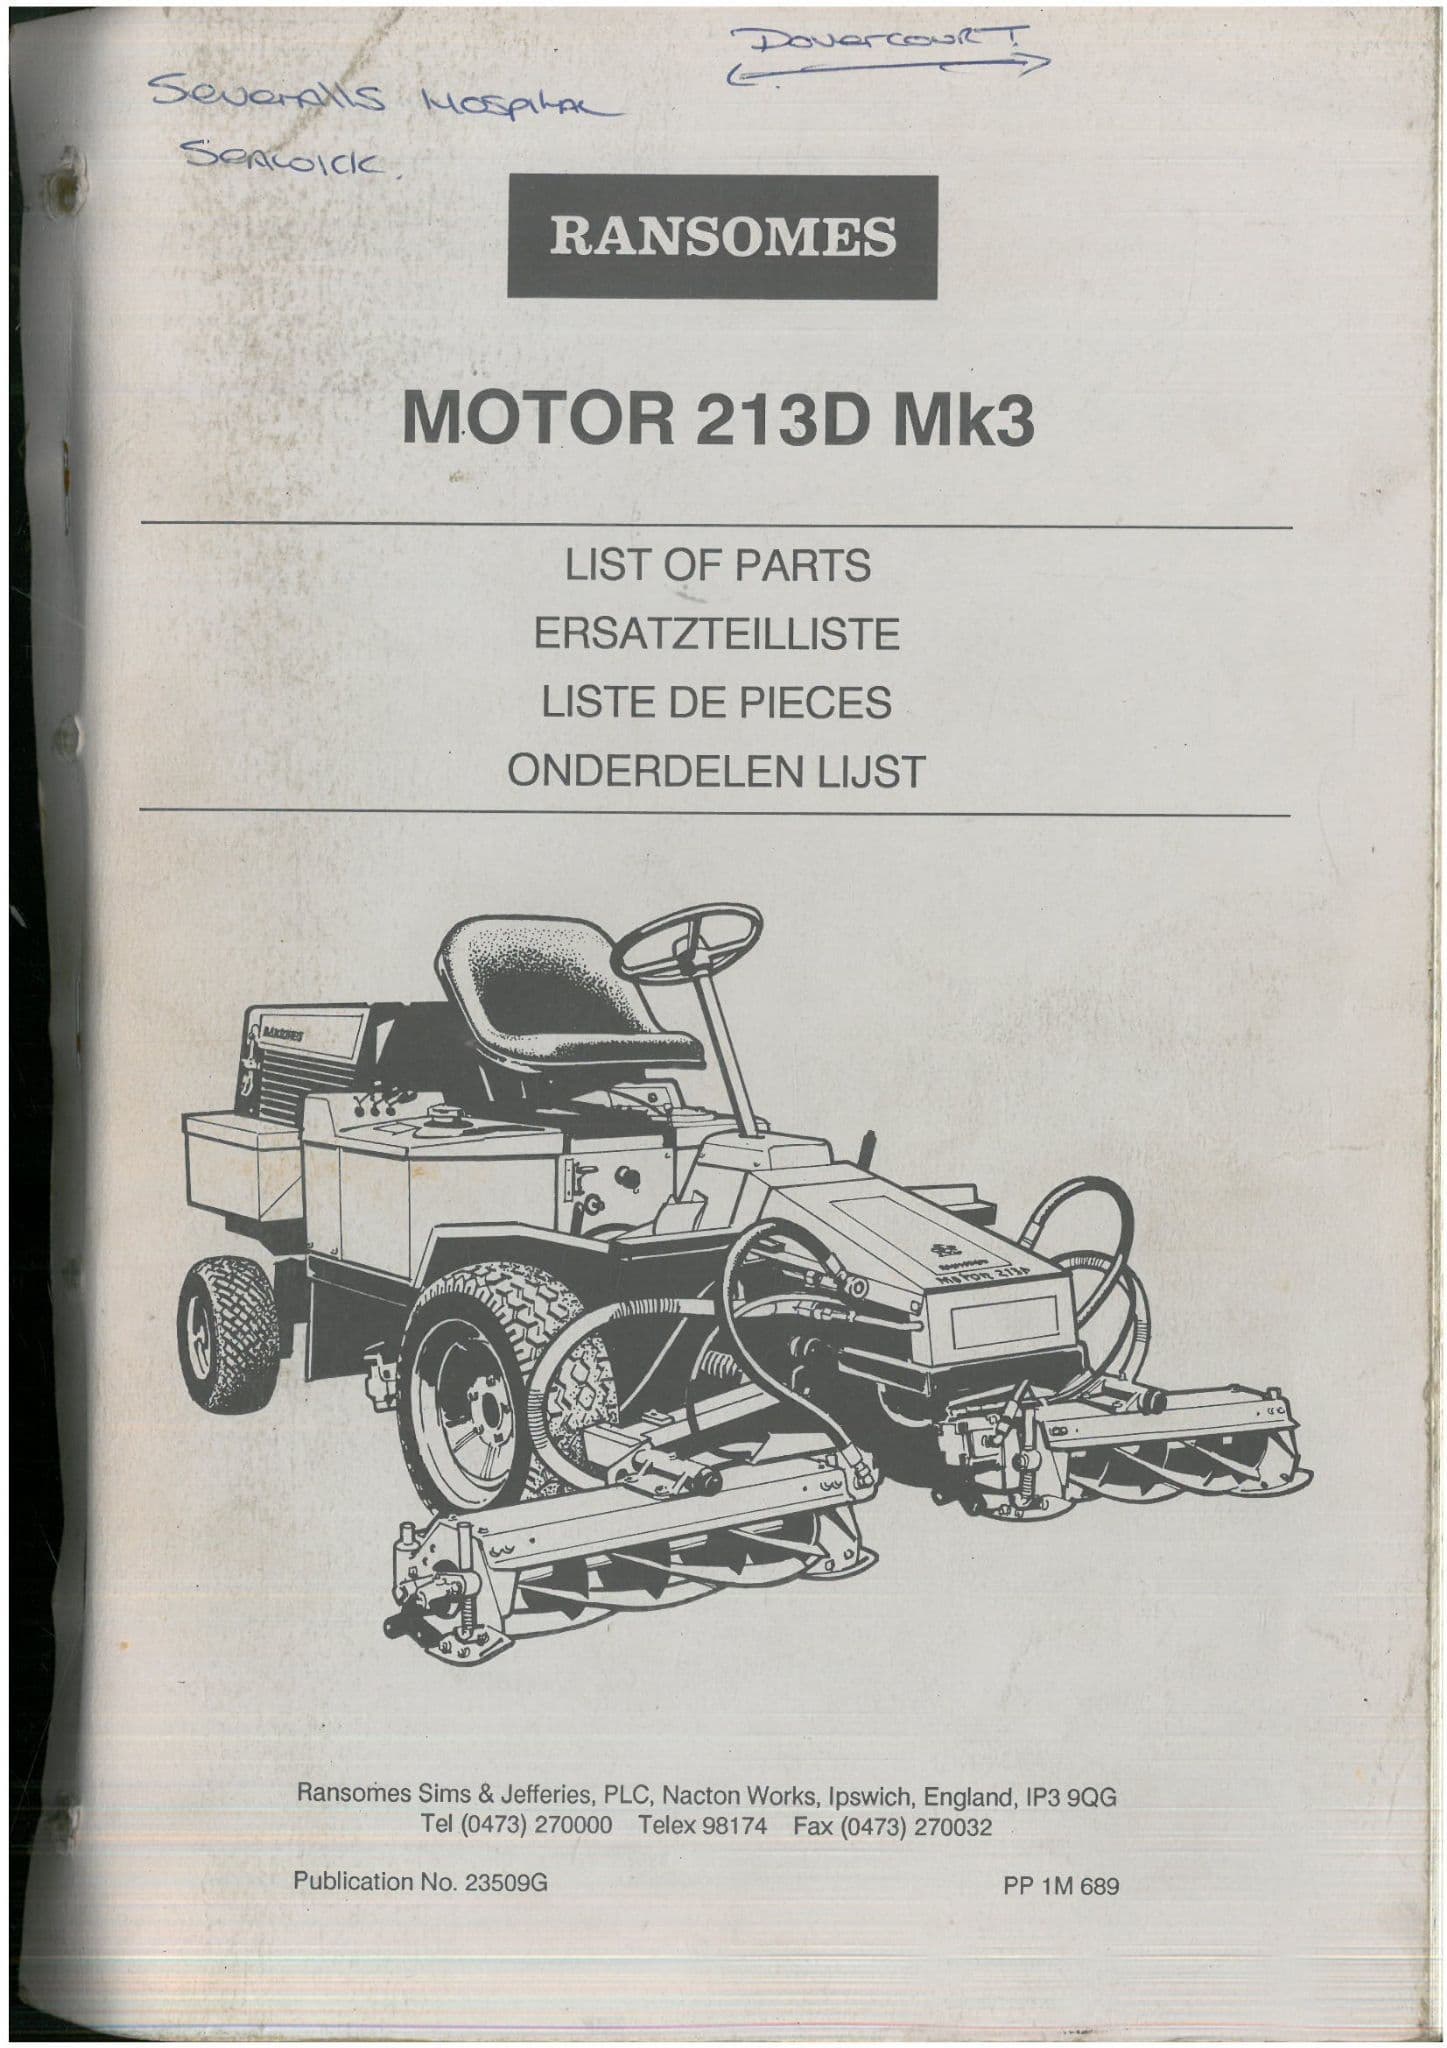 DovercourT.
Severalls Hospital
Seawick.
RANSOMES
MOTOR 213D Mk3
LIST OF PARTS
ERSATZTEILLISTE
LISTE DE PIECES
ONDERDELEN LIJST
RANSOMES
Ransomes
MOTOR 213D
Ransomes Sims & Jefferies, PLC, Nacton Works, Ipswich, England, IP3 9QG
Tel (0473) 270000 Telex 98174 Fax (0473) 270032
Publication No. 23509G PP 1M 689